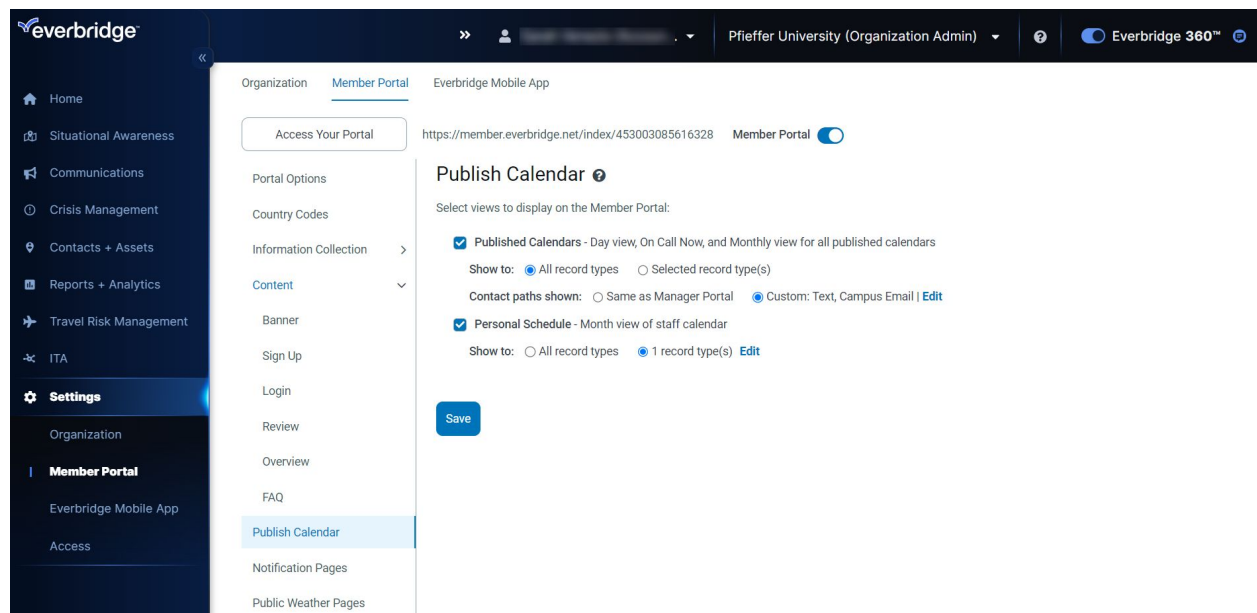 everbridge
»
Pfieffer University (Organization Admin)
Everbridge 360™
«
Home
Situational Awareness
Communications
Crisis Management
Contacts + Assets
Reports + Analytics
Travel Risk Management
ITA
Settings
Organization
Member Portal
Everbridge Mobile App
Access
Organization
Member Portal
Everbridge Mobile App
Access Your Portal
https://member.everbridge.net/index/453003085616328
Member Portal
Portal Options
Country Codes
Information Collection
Content
Banner
Sign Up
Login
Review
Overview
FAQ
Publish Calendar
Notification Pages
Public Weather Pages
Publish Calendar
Select views to display on the Member Portal:
Published Calendars - Day view, On Call Now, and Monthly view for all published calendars
Show to: All record types Selected record type(s)
Contact paths shown: Same as Manager Portal Custom: Text, Campus Email | Edit
Personal Schedule - Month view of staff calendar
Show to: All record types 1 record type(s) Edit
Save